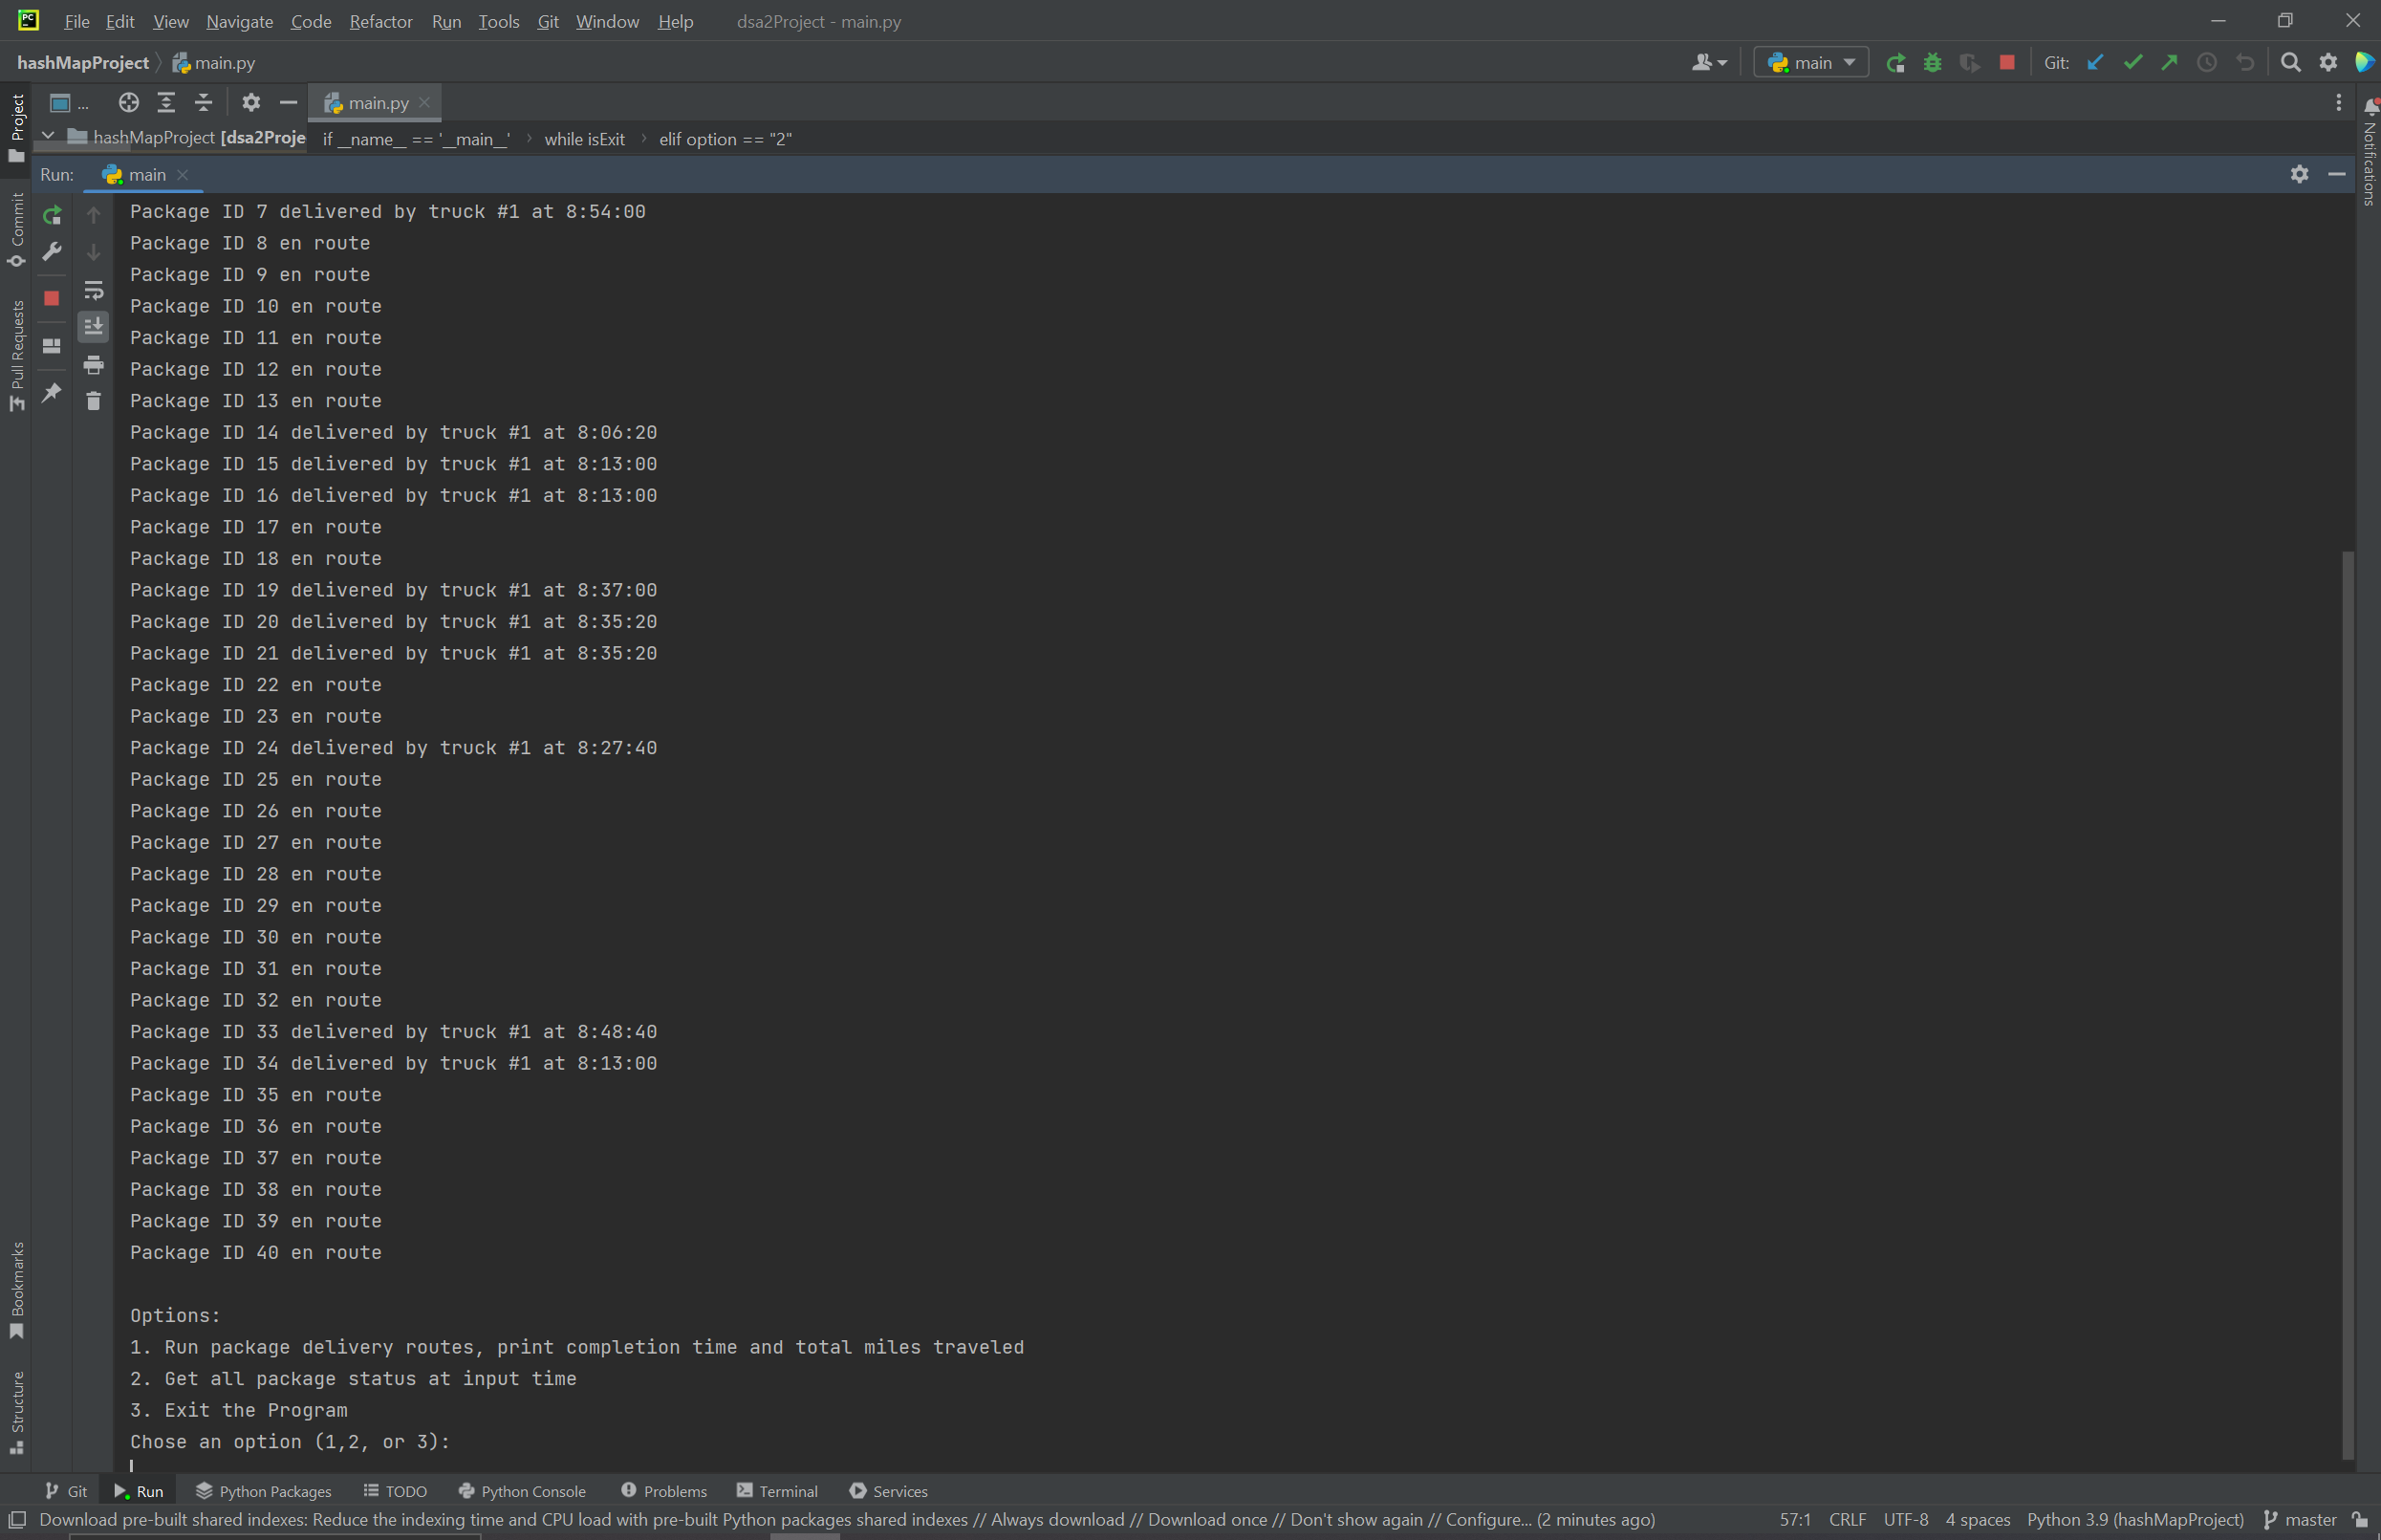 PC File Edit View Navigate Code Refactor Run Tools Git Window Help dsa2Project - main.py
hashMapProject main.py main Git:
... main.py
hashMapProject [dsa2Proje if __name__ == '__main__' while isExit elif option == "2"
Run: main
Project
Commit
Pull Requests
Bookmarks
Structure
Notifications
Package ID 7 delivered by truck #1 at 8:54:00
Package ID 8 en route
Package ID 9 en route
Package ID 10 en route
Package ID 11 en route
Package ID 12 en route
Package ID 13 en route
Package ID 14 delivered by truck #1 at 8:06:20
Package ID 15 delivered by truck #1 at 8:13:00
Package ID 16 delivered by truck #1 at 8:13:00
Package ID 17 en route
Package ID 18 en route
Package ID 19 delivered by truck #1 at 8:37:00
Package ID 20 delivered by truck #1 at 8:35:20
Package ID 21 delivered by truck #1 at 8:35:20
Package ID 22 en route
Package ID 23 en route
Package ID 24 delivered by truck #1 at 8:27:40
Package ID 25 en route
Package ID 26 en route
Package ID 27 en route
Package ID 28 en route
Package ID 29 en route
Package ID 30 en route
Package ID 31 en route
Package ID 32 en route
Package ID 33 delivered by truck #1 at 8:48:40
Package ID 34 delivered by truck #1 at 8:13:00
Package ID 35 en route
Package ID 36 en route
Package ID 37 en route
Package ID 38 en route
Package ID 39 en route
Package ID 40 en route
Options:
1. Run package delivery routes, print completion time and total miles traveled
2. Get all package status at input time
3. Exit the Program
Chose an option (1,2, or 3):
Git Run Python Packages TODO Python Console Problems Terminal Services
Download pre-built shared indexes: Reduce the indexing time and CPU load with pre-built Python packages shared indexes // Always download // Download once // Don't show again // Configure... (2 minutes ago) 57:1 CRLF UTF-8 4 spaces Python 3.9 (hashMapProject) master